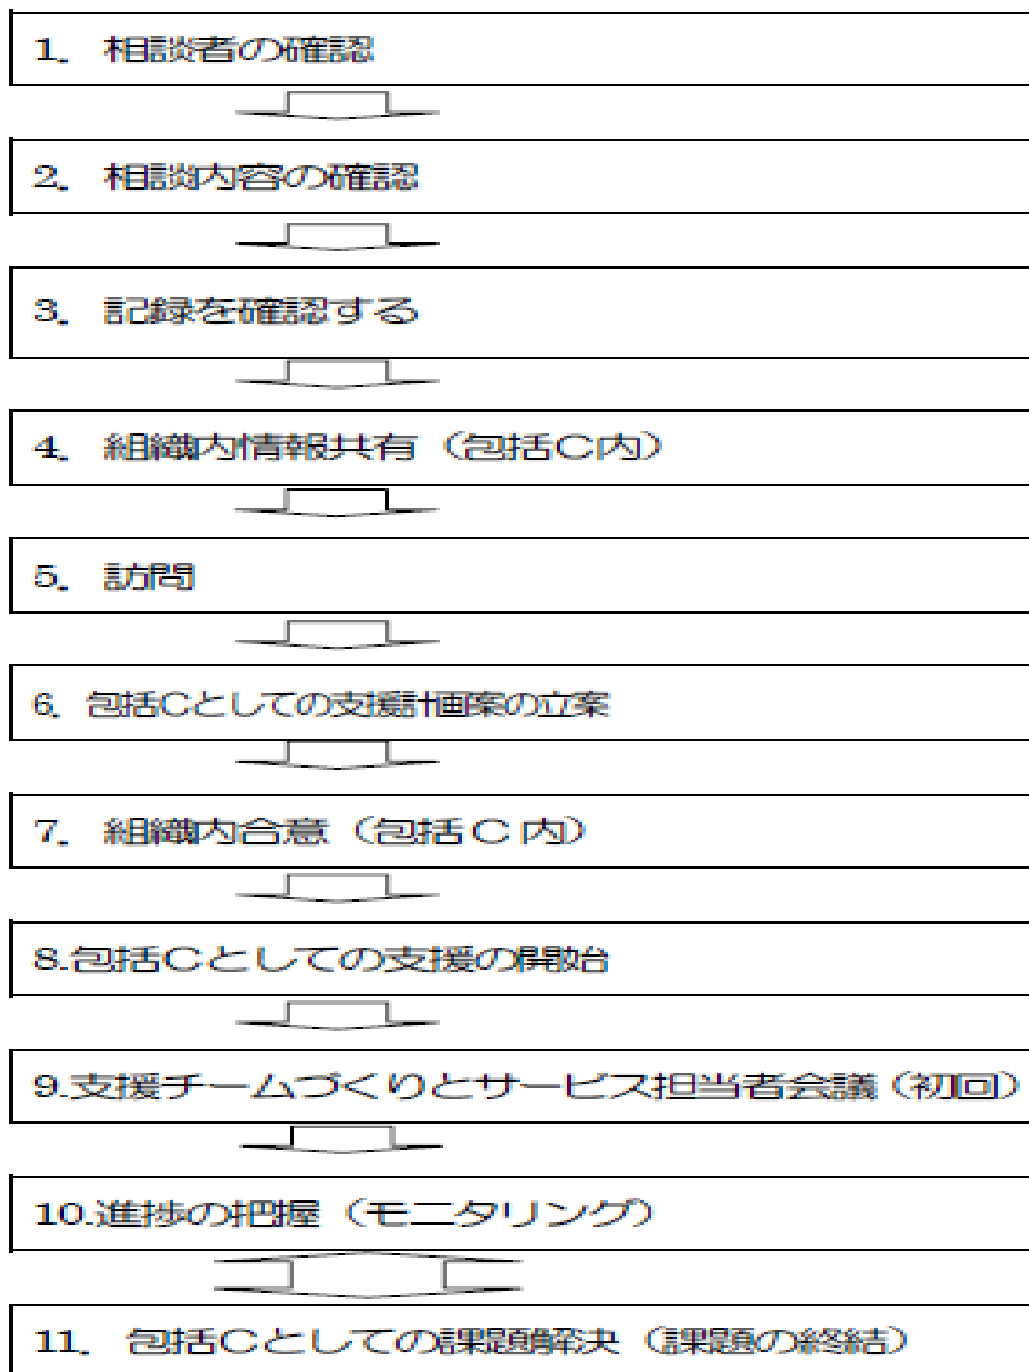 1. 相談者の確認
2. 相談内容の確認
3. 記録を確認する
4. 組織内情報共有（包括C内）
5. 訪問
6. 包括Cとしての支援計画案の立案
7. 組織内合意（包括C内）
8.包括Cとしての支援の開始
9.支援チームづくりとサービス担当者会議（初回）
10.進捗の把握（モニタリング）
11. 包括Cとしての課題解決（課題の終結）